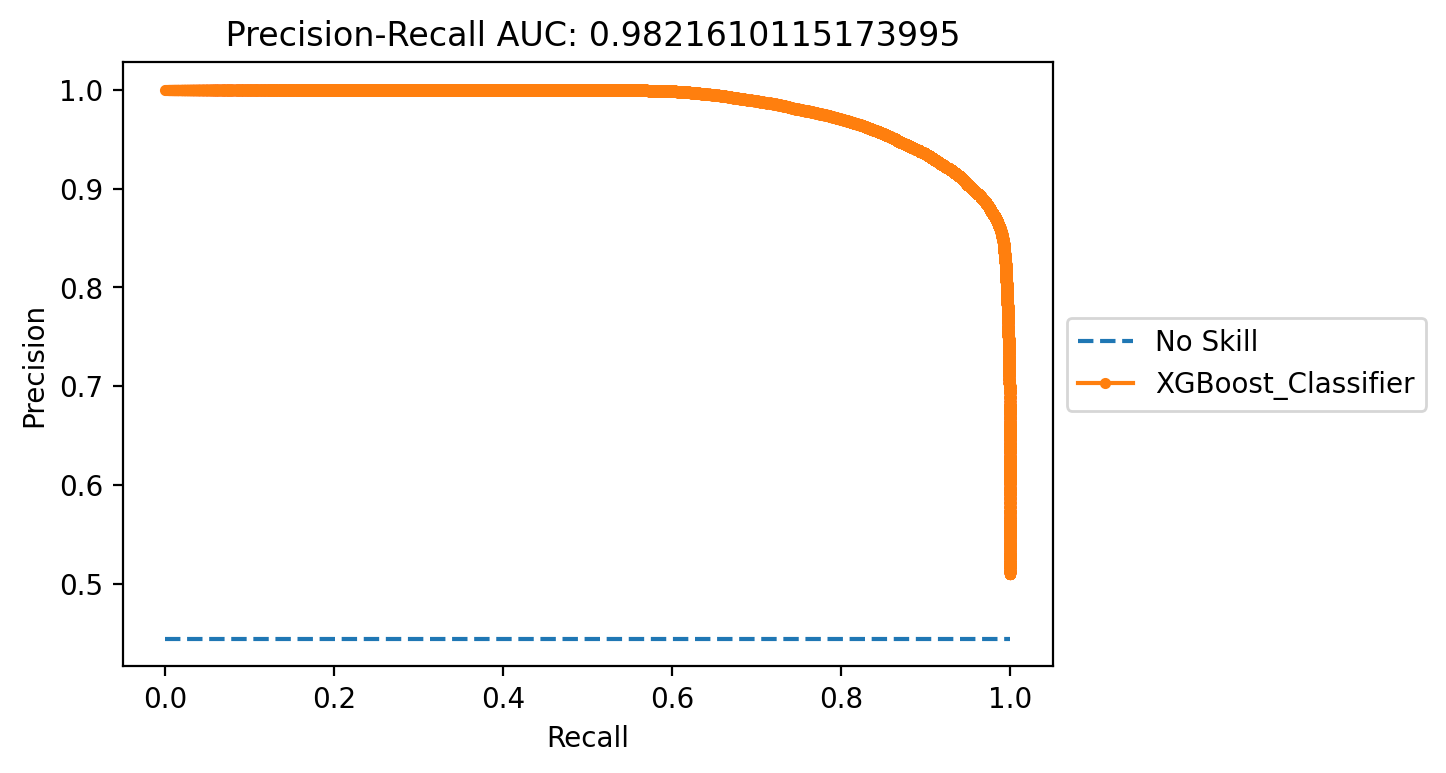 Precision-Recall AUC: 0.9821610115173995
1.0
0.9
0.8
0.7
0.6
0.5
Precision
0.0 0.2 0.4 0.6 0.8 1.0
Recall
No Skill
XGBoost_Classifier